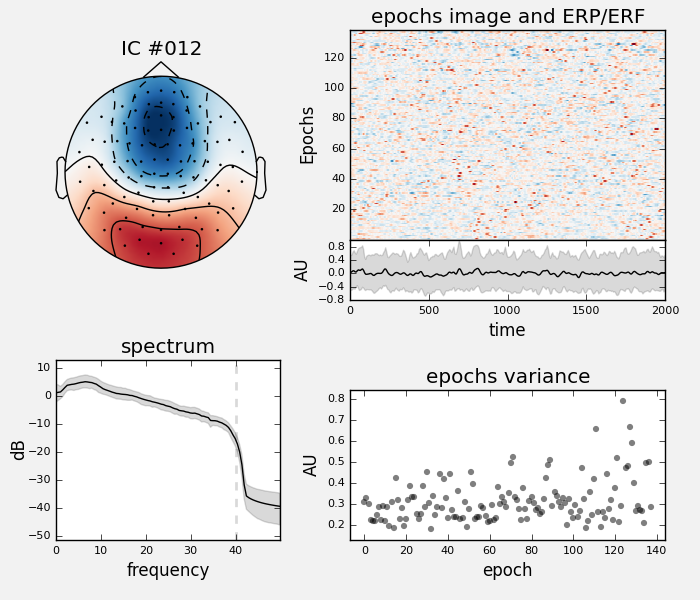 IC #012
epochs image and ERP/ERF
Epochs
120
100
80
60
40
20
AU
0.8
0.4
0.0
−0.4
−0.8
0 500 1000 1500 2000
time
spectrum
dB
10
0
−10
−20
−30
−40
−50
0 10 20 30 40
frequency
epochs variance
AU
0.8
0.7
0.6
0.5
0.4
0.3
0.2
0 20 40 60 80 100 120 140
epoch